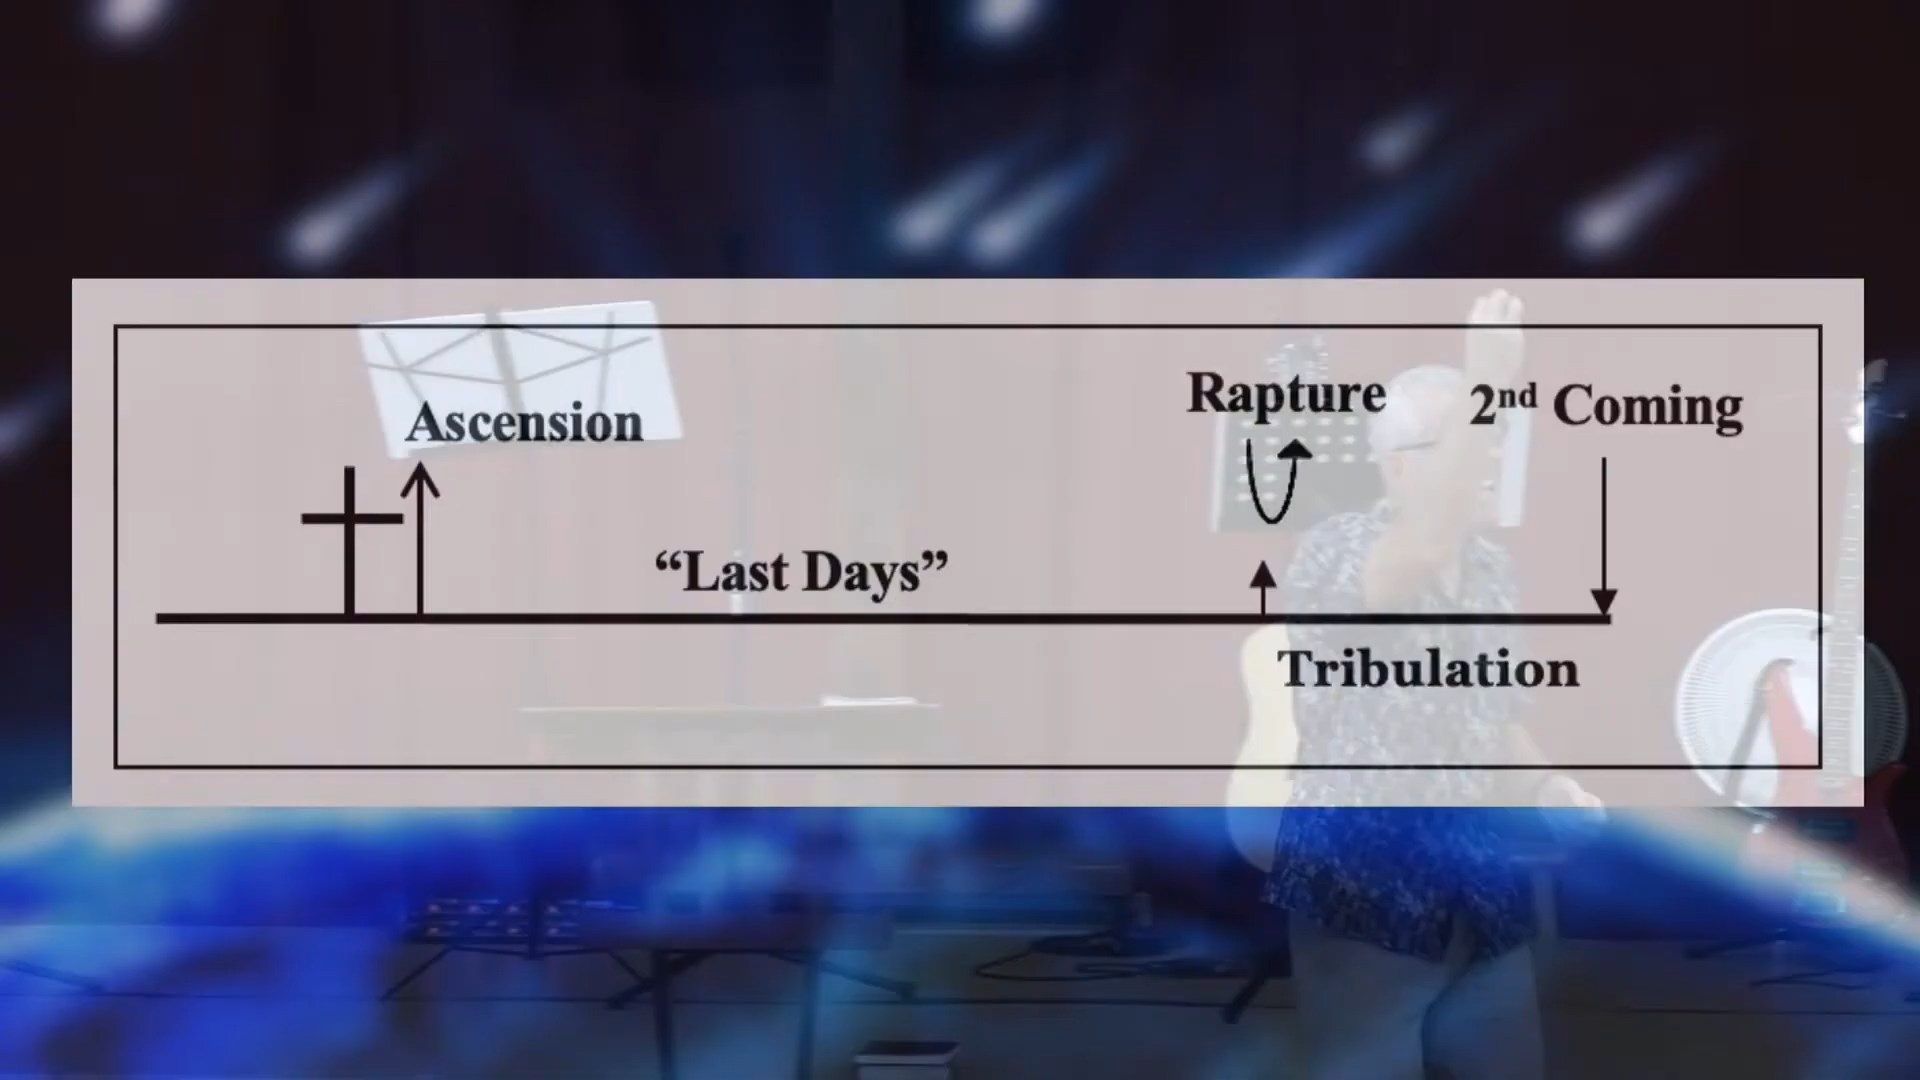 Rapture
2nd Coming
Ascension
“Last Days”
Tribulation